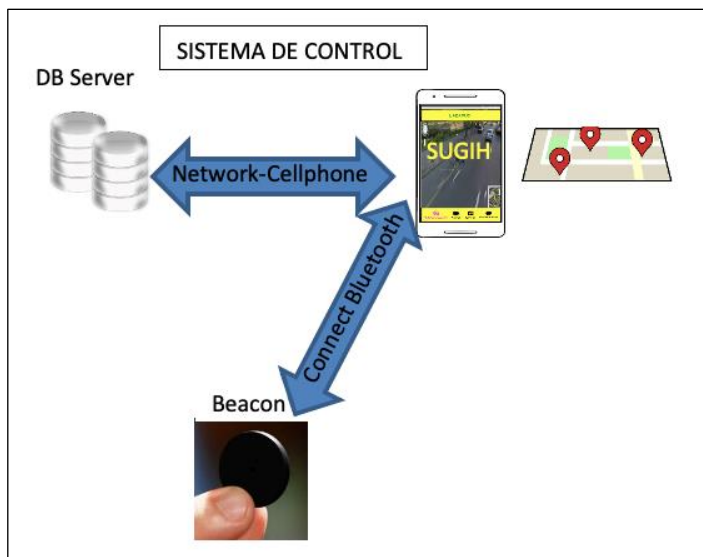 SISTEMA DE CONTROL
DB Server
SUGIH
Network-Cellphone
Connect Bluetooth
Beacon